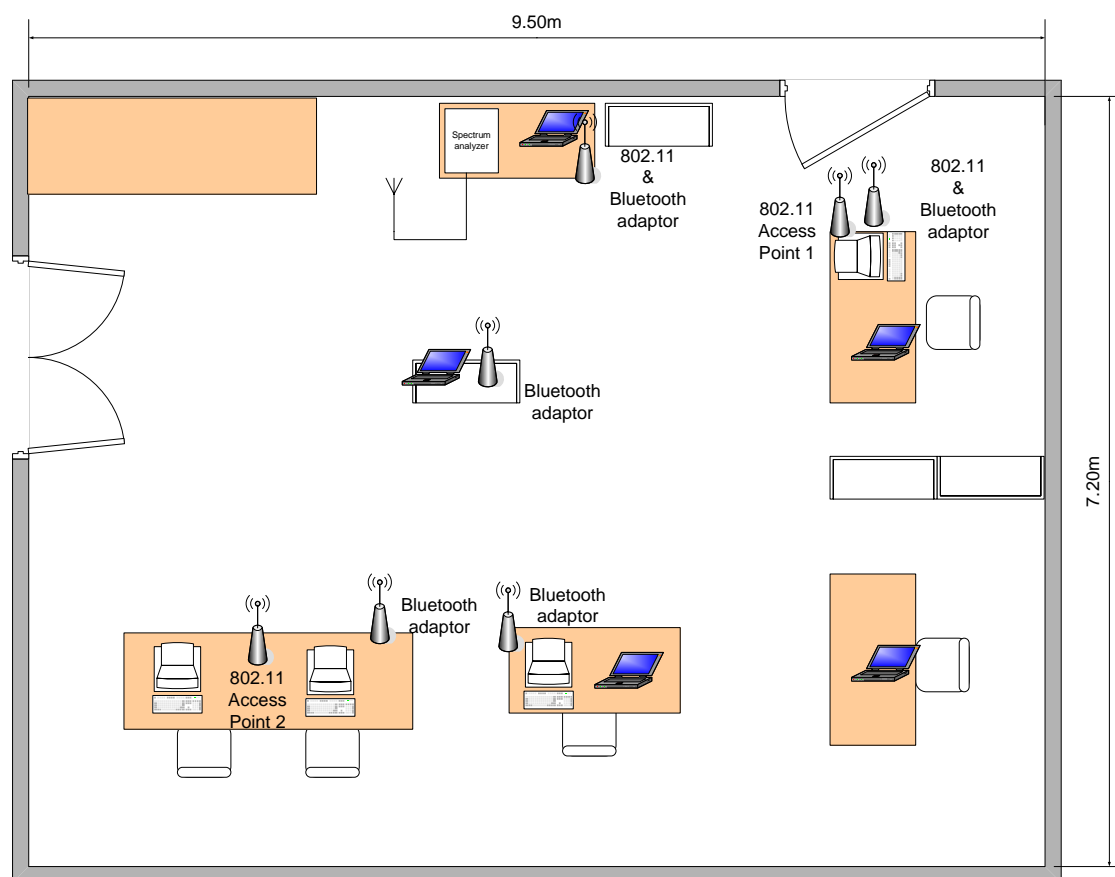 9.50m
Spectrum
analyzer
802.11
&
Bluetooth
adaptor
802.11
Access
Point 1
802.11
&
Bluetooth
adaptor
Bluetooth
adaptor
7.20m
Bluetooth
adaptor
Bluetooth
adaptor
802.11
Access
Point 2